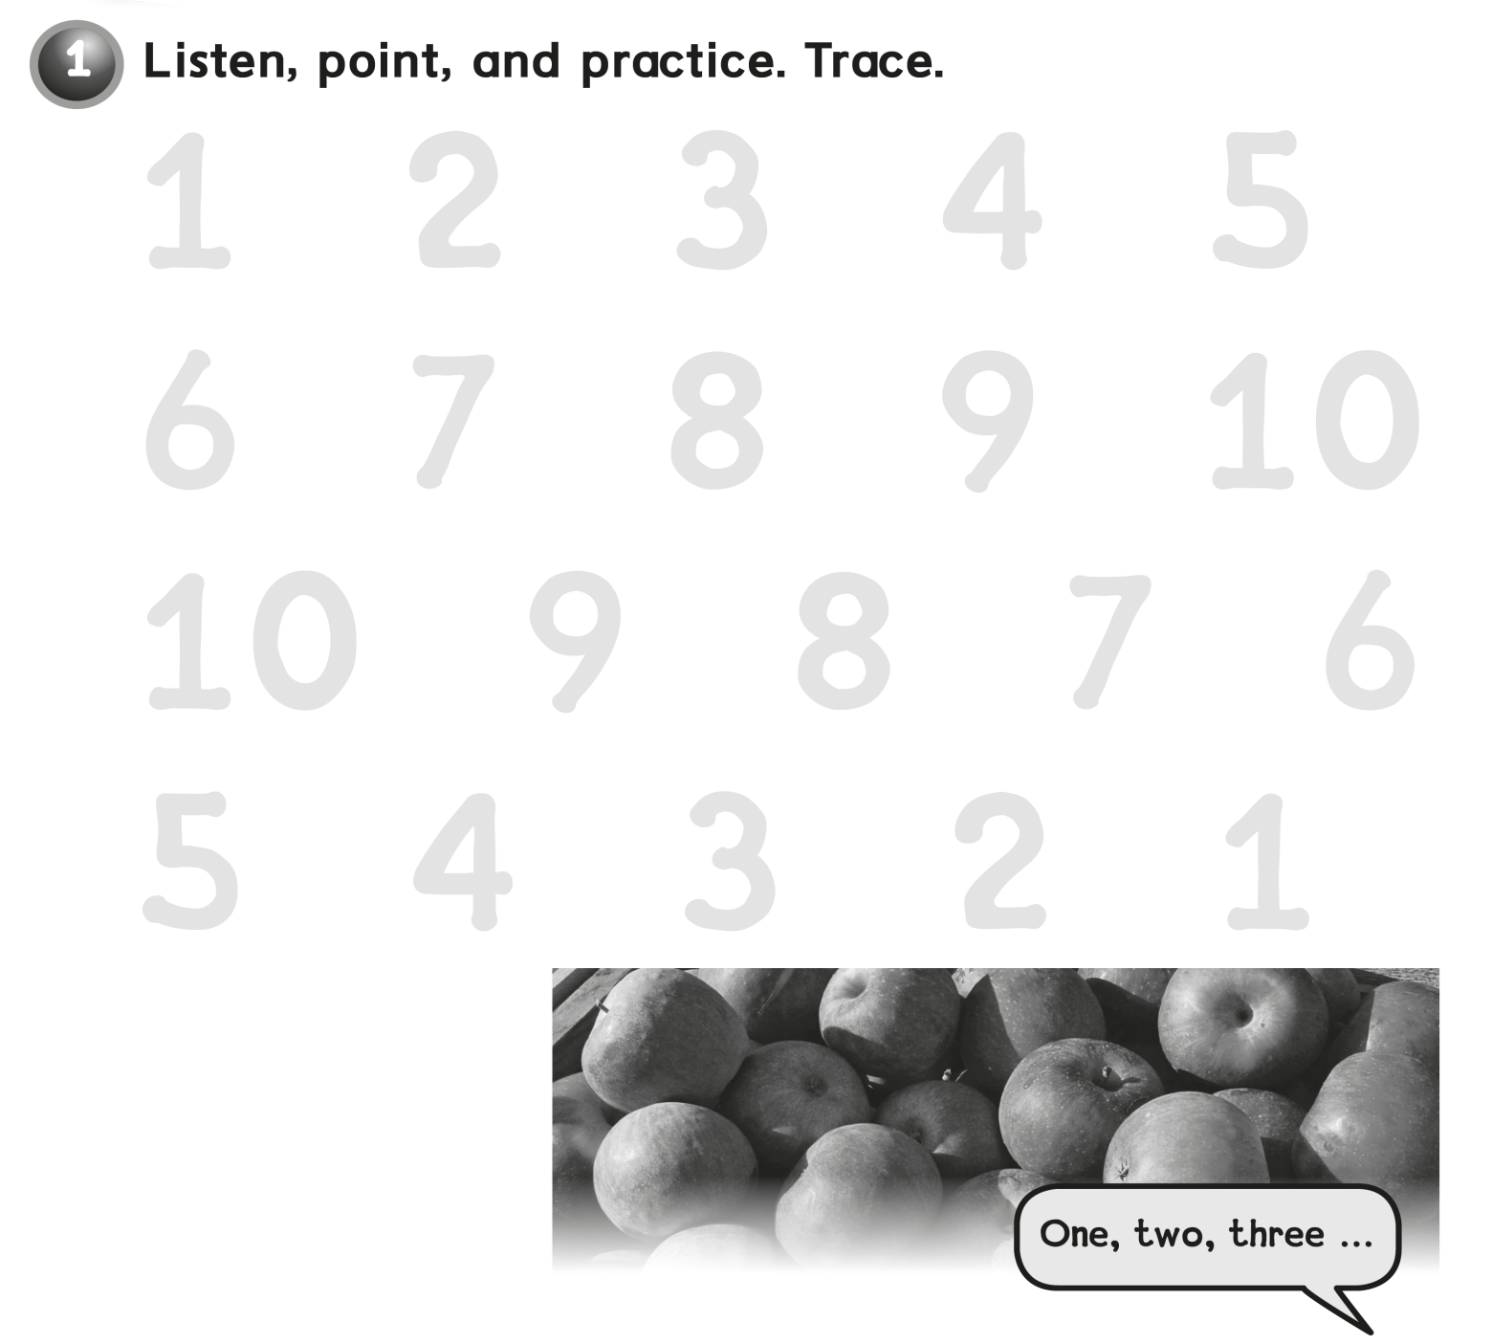 1 Listen, point, and practice. Trace.
1 2 3 4 5
6 7 8 9 10
10 9 8 7 6
5 4 3 2 1
One, two, three ...